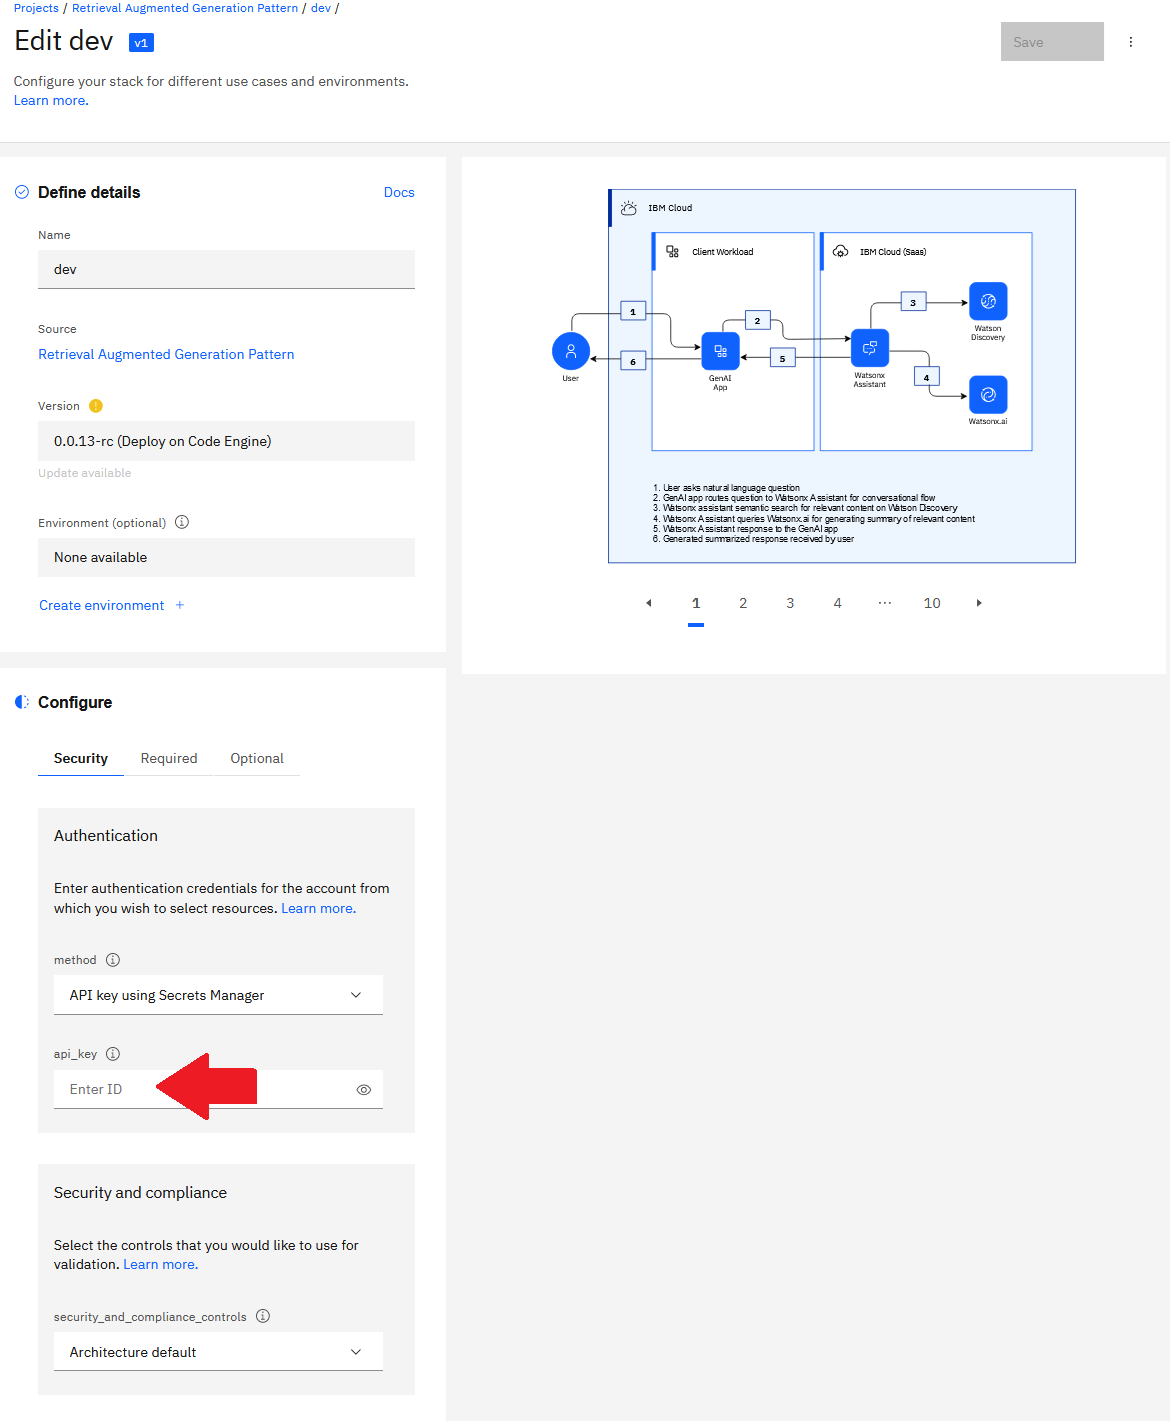 Projects / Retrieval Augmented Generation Pattern / dev /
Edit dev v1
Save
Configure your stack for different use cases and environments.
Learn more.
Define details
Docs
Name
dev
Source
Retrieval Augmented Generation Pattern
Version
0.0.13-rc (Deploy on Code Engine)
Update available
Environment (optional)
None available
Create environment +
Configure
Security
Required
Optional
Authentication
Enter authentication credentials for the account from
which you wish to select resources. Learn more.
method
API key using Secrets Manager
api_key
Enter ID
Security and compliance
Select the controls that you would like to use for
validation. Learn more.
security_and_compliance_controls
Architecture default
IBM Cloud
Client Workload
IBM Cloud (Saas)
1
2
3
4
5
6
User
GenAI
App
Watsonx
Assistant
Watson
Discovery
Watsonx.ai
1. User asks natural language question
2. GenAI app routes question to Watsonx Assistant for conversational flow
3. Watsonx assistant semantic search for relevant content on Watson Discovery
4. Watsonx Assistant queries Watsonx.ai for generating summary of relevant content
5. Watsonx Assistant response to the GenAI app
6. Generated summarized response received by user
1 2 3 4 ··· 10